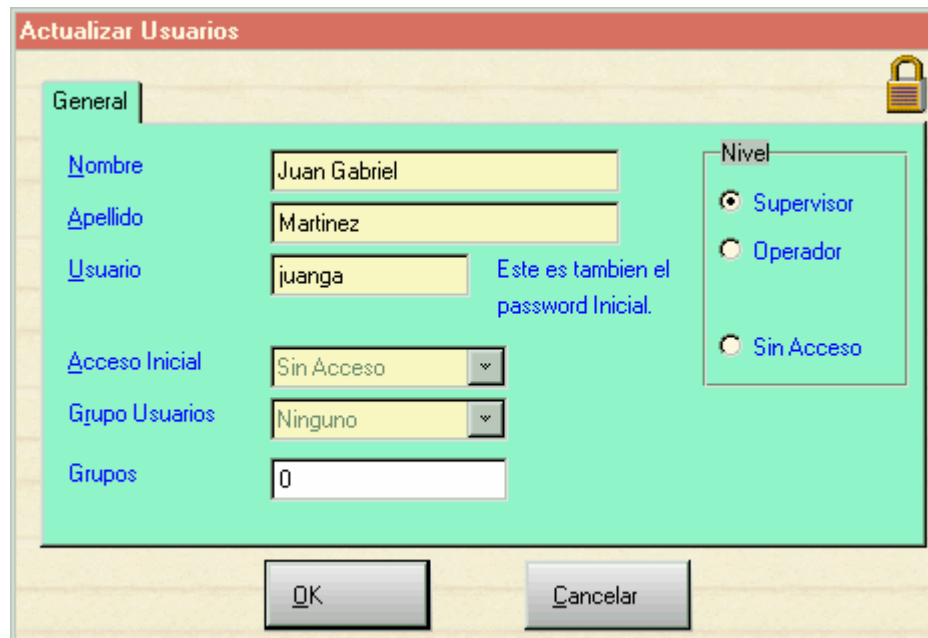 Actualizar Usuarios
General
Nombre
Juan Gabriel
Apellido
Martinez
Usuario
juanga
Este es tambien el
password Inicial.
Acceso Inicial
Sin Acceso
Grupo Usuarios
Ninguno
Grupos
0
Nivel
Supervisor
Operador
Sin Acceso
OK
Cancelar